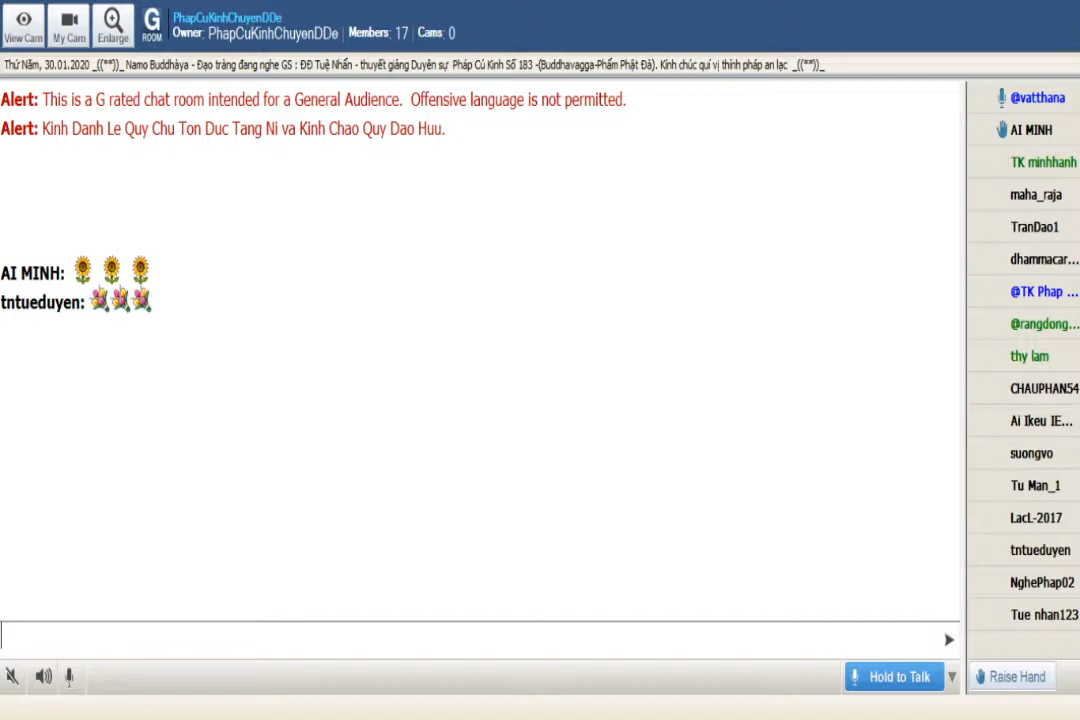 View Cam
My Cam
Enlarge
G
ROOM
PhapCuKinhChuyenDDe
Owner: PhapCuKinhChuyenDDe Members: 17 Cams: 0
Thứ Năm, 30.01.2020 _((**))_ Namo Buddhàya - Đạo tràng đang nghe GS : ĐĐ Tuệ Nhẫn - thuyết giảng Duyên sự Pháp Cú Kinh Số 183 -(Buddhavagga-Phẩm Phật Đà). Kính chúc quí vị thính pháp an lạc _((**))_
Alert: This is a G rated chat room intended for a General Audience. Offensive language is not permitted.
Alert: Kinh Danh Le Quy Chu Ton Duc Tang Ni va Kinh Chao Quy Dao Huu.
AI MINH:
tntueduyen:
@vatthana
AI MINH
TK minhhanh
maha_raja
TranDao1
dhammacar...
@TK Phap ...
@rangdong...
thy lam
CHAUPHAN54
Ai Ikeu IE...
suongvo
Tu Man_1
LacL-2017
tntueduyen
NghePhap02
Tue nhan123
Hold to Talk
Raise Hand